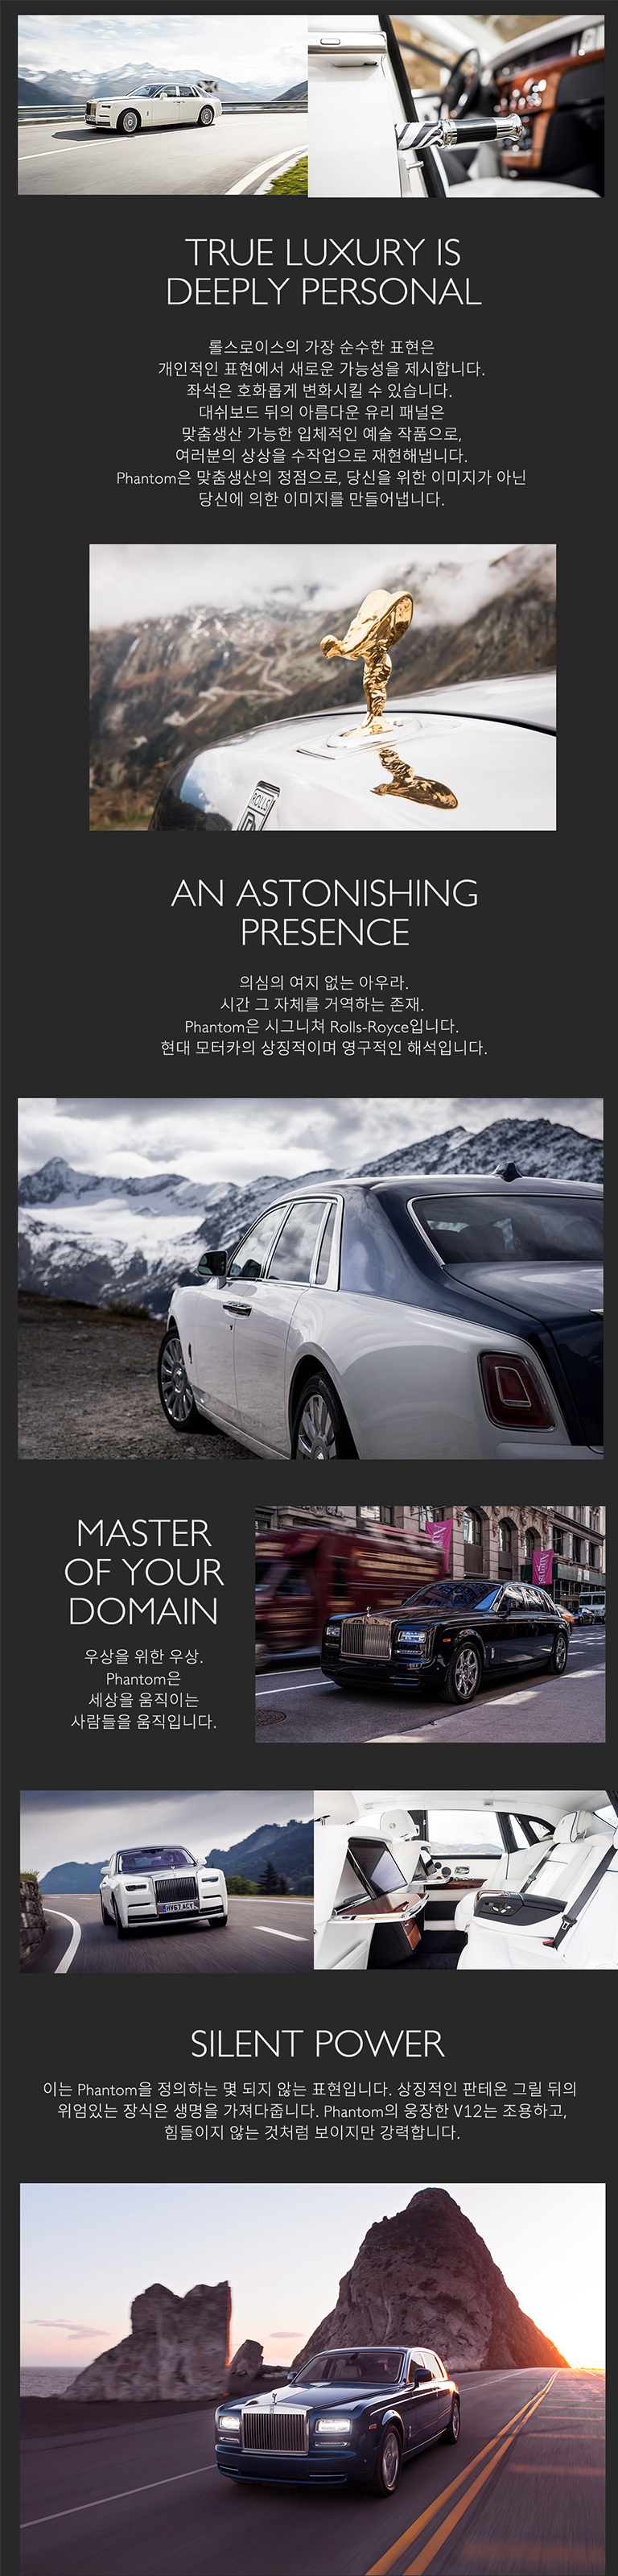 TRUE LUXURY IS
DEEPLY PERSONAL
롤스로이스의 가장 순수한 표현은
개인적인 표현에서 새로운 가능성을 제시합니다.
좌석은 호화롭게 변화시킬 수 있습니다.
대쉬보드 뒤의 아름다운 유리 패널은
맞춤생산 가능한 입체적인 예술 작품으로,
여러분의 상상을 수작업으로 재현해냅니다.
Phantom은 맞춤생산의 정점으로, 당신을 위한 이미지가 아닌
당신에 의한 이미지를 만들어냅니다.
ROLLS
AN ASTONISHING
PRESENCE
의심의 여지 없는 아우라.
시간 그 자체를 거역하는 존재.
Phantom은 시그니쳐 Rolls-Royce입니다.
현대 모터카의 상징적이며 영구적인 해석입니다.
MASTER
OF YOUR
DOMAIN
우상을 위한 우상.
Phantom은
세상을 움직이는
사람들을 움직입니다.
August
HV67 ACY
SILENT POWER
이는 Phantom을 정의하는 몇 되지 않는 표현입니다. 상징적인 판테온 그릴 뒤의
위엄있는 장식은 생명을 가져다줍니다. Phantom의 웅장한 V12는 조용하고,
힘들이지 않는 것처럼 보이지만 강력합니다.